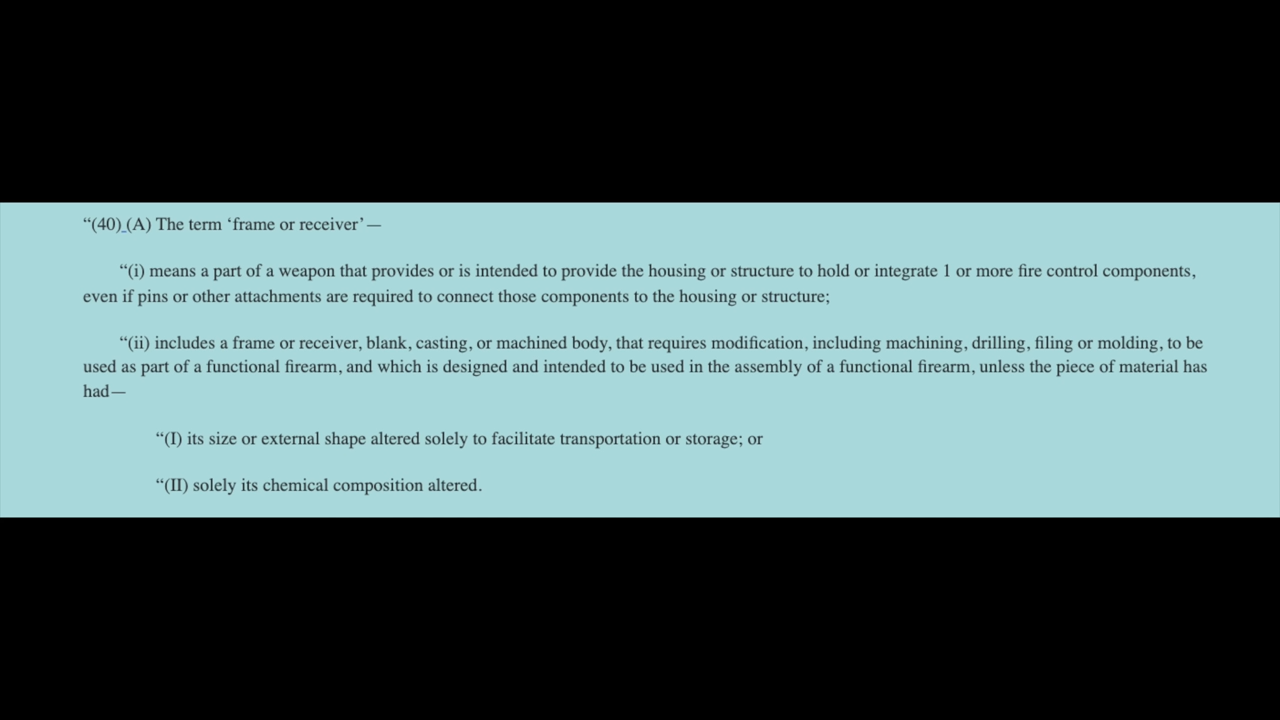 “(40) (A) The term ‘frame or receiver’—
“(i) means a part of a weapon that provides or is intended to provide the housing or structure to hold or integrate 1 or more fire control components,
even if pins or other attachments are required to connect those components to the housing or structure;
“(ii) includes a frame or receiver, blank, casting, or machined body, that requires modification, including machining, drilling, filing or molding, to be
used as part of a functional firearm, and which is designed and intended to be used in the assembly of a functional firearm, unless the piece of material has
had—
“(I) its size or external shape altered solely to facilitate transportation or storage; or
“(II) solely its chemical composition altered.